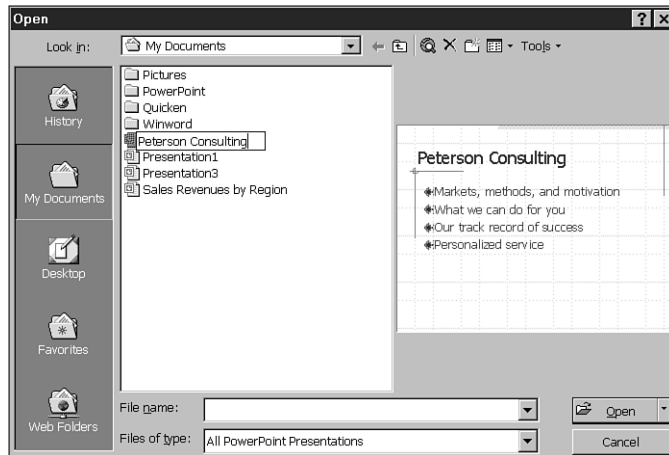 Open
Look in:
My Documents
Tools
History
My Documents
Desktop
Favorites
Web Folders
Pictures
PowerPoint
Quicken
Winword
Peterson Consulting
Presentation1
Presentation3
Sales Revenues by Region
Peterson Consulting
Markets, methods, and motivation
What we can do for you
Our track record of success
Personalized service
File name:
Open
Files of type:
All PowerPoint Presentations
Cancel